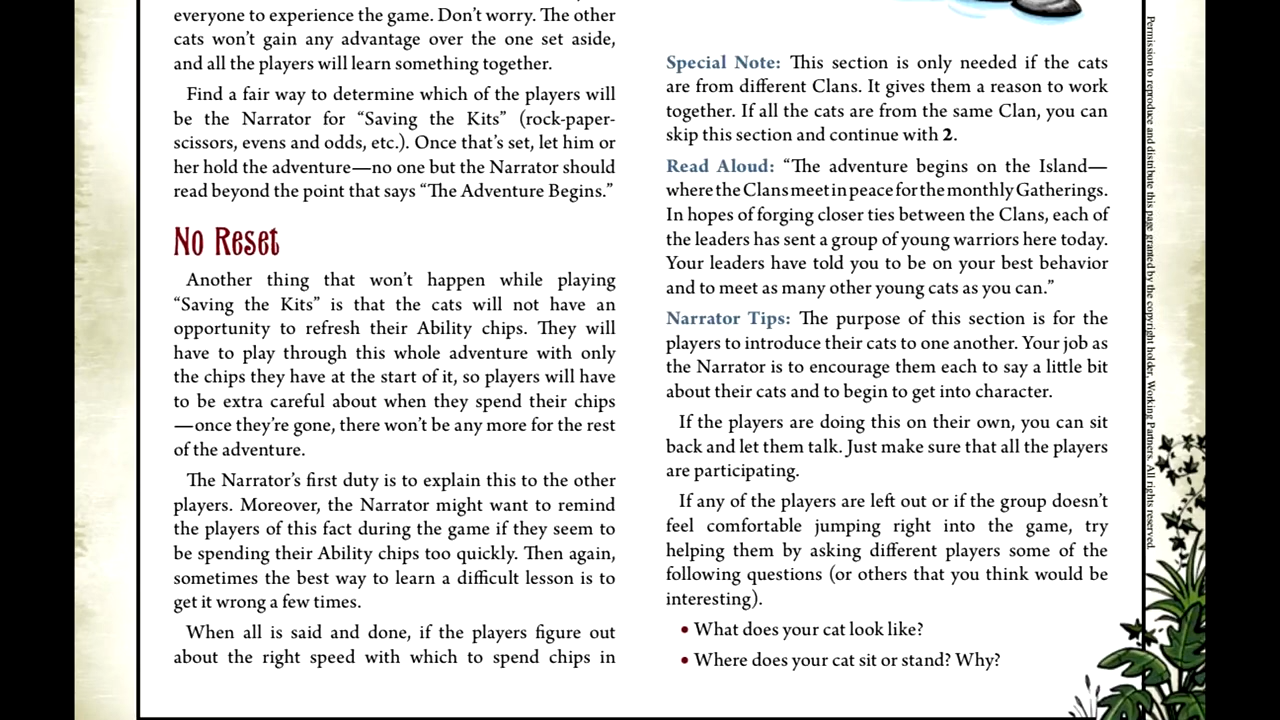 everyone to experience the game. Don't worry. The other
cats won't gain any advantage over the one set aside,
and all the players will learn something together.
Find a fair way to determine which of the players will
be the Narrator for “Saving the Kits” (rock-paper-
scissors, evens and odds, etc.). Once that's set, let him or
her hold the adventure—no one but the Narrator should
read beyond the point that says “The Adventure Begins.”
No Reset
Another thing that won't happen while playing
“Saving the Kits” is that the cats will not have an
opportunity to refresh their Ability chips. They will
have to play through this whole adventure with only
the chips they have at the start of it, so players will have
to be extra careful about when they spend their chips
—once they're gone, there won't be any more for the rest
of the adventure.
The Narrator's first duty is to explain this to the other
players. Moreover, the Narrator might want to remind
the players of this fact during the game if they seem to
be spending their Ability chips too quickly. Then again,
sometimes the best way to learn a difficult lesson is to
get it wrong a few times.
When all is said and done, if the players figure out
about the right speed with which to spend chips in
Special Note: This section is only needed if the cats
are from different Clans. It gives them a reason to work
together. If all the cats are from the same Clan, you can
skip this section and continue with 2.
Read Aloud: “The adventure begins on the Island—
where the Clans meet in peace for the monthly Gatherings.
In hopes of forging closer ties between the Clans, each of
the leaders has sent a group of young warriors here today.
Your leaders have told you to be on your best behavior
and to meet as many other young cats as you can.”
Narrator Tips: The purpose of this section is for the
players to introduce their cats to one another. Your job as
the Narrator is to encourage them each to say a little bit
about their cats and to begin to get into character.
If the players are doing this on their own, you can sit
back and let them talk. Just make sure that all the players
are participating.
If any of the players are left out or if the group doesn't
feel comfortable jumping right into the game, try
helping them by asking different players some of the
following questions (or others that you think would be
interesting).
• What does your cat look like?
• Where does your cat sit or stand? Why?
Permission to reproduce and distribute this page granted by the copyright holder, Working Partners. All rights reserved.